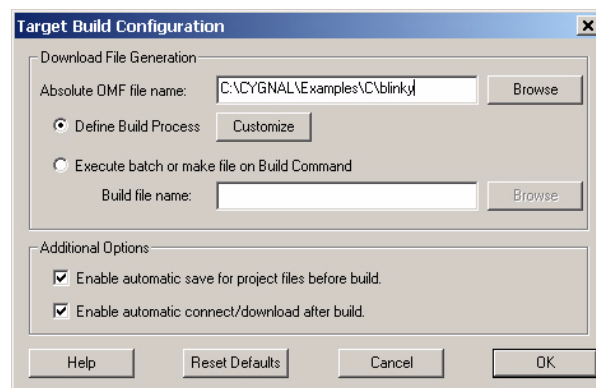 Target Build Configuration
Download File Generation
Absolute OMF file name: C:\CYGNAL\Examples\C\blinky Browse
Define Build Process Customize
Execute batch or make file on Build Command
Build file name: Browse
Additional Options
Enable automatic save for project files before build.
Enable automatic connect/download after build.
Help Reset Defaults Cancel OK